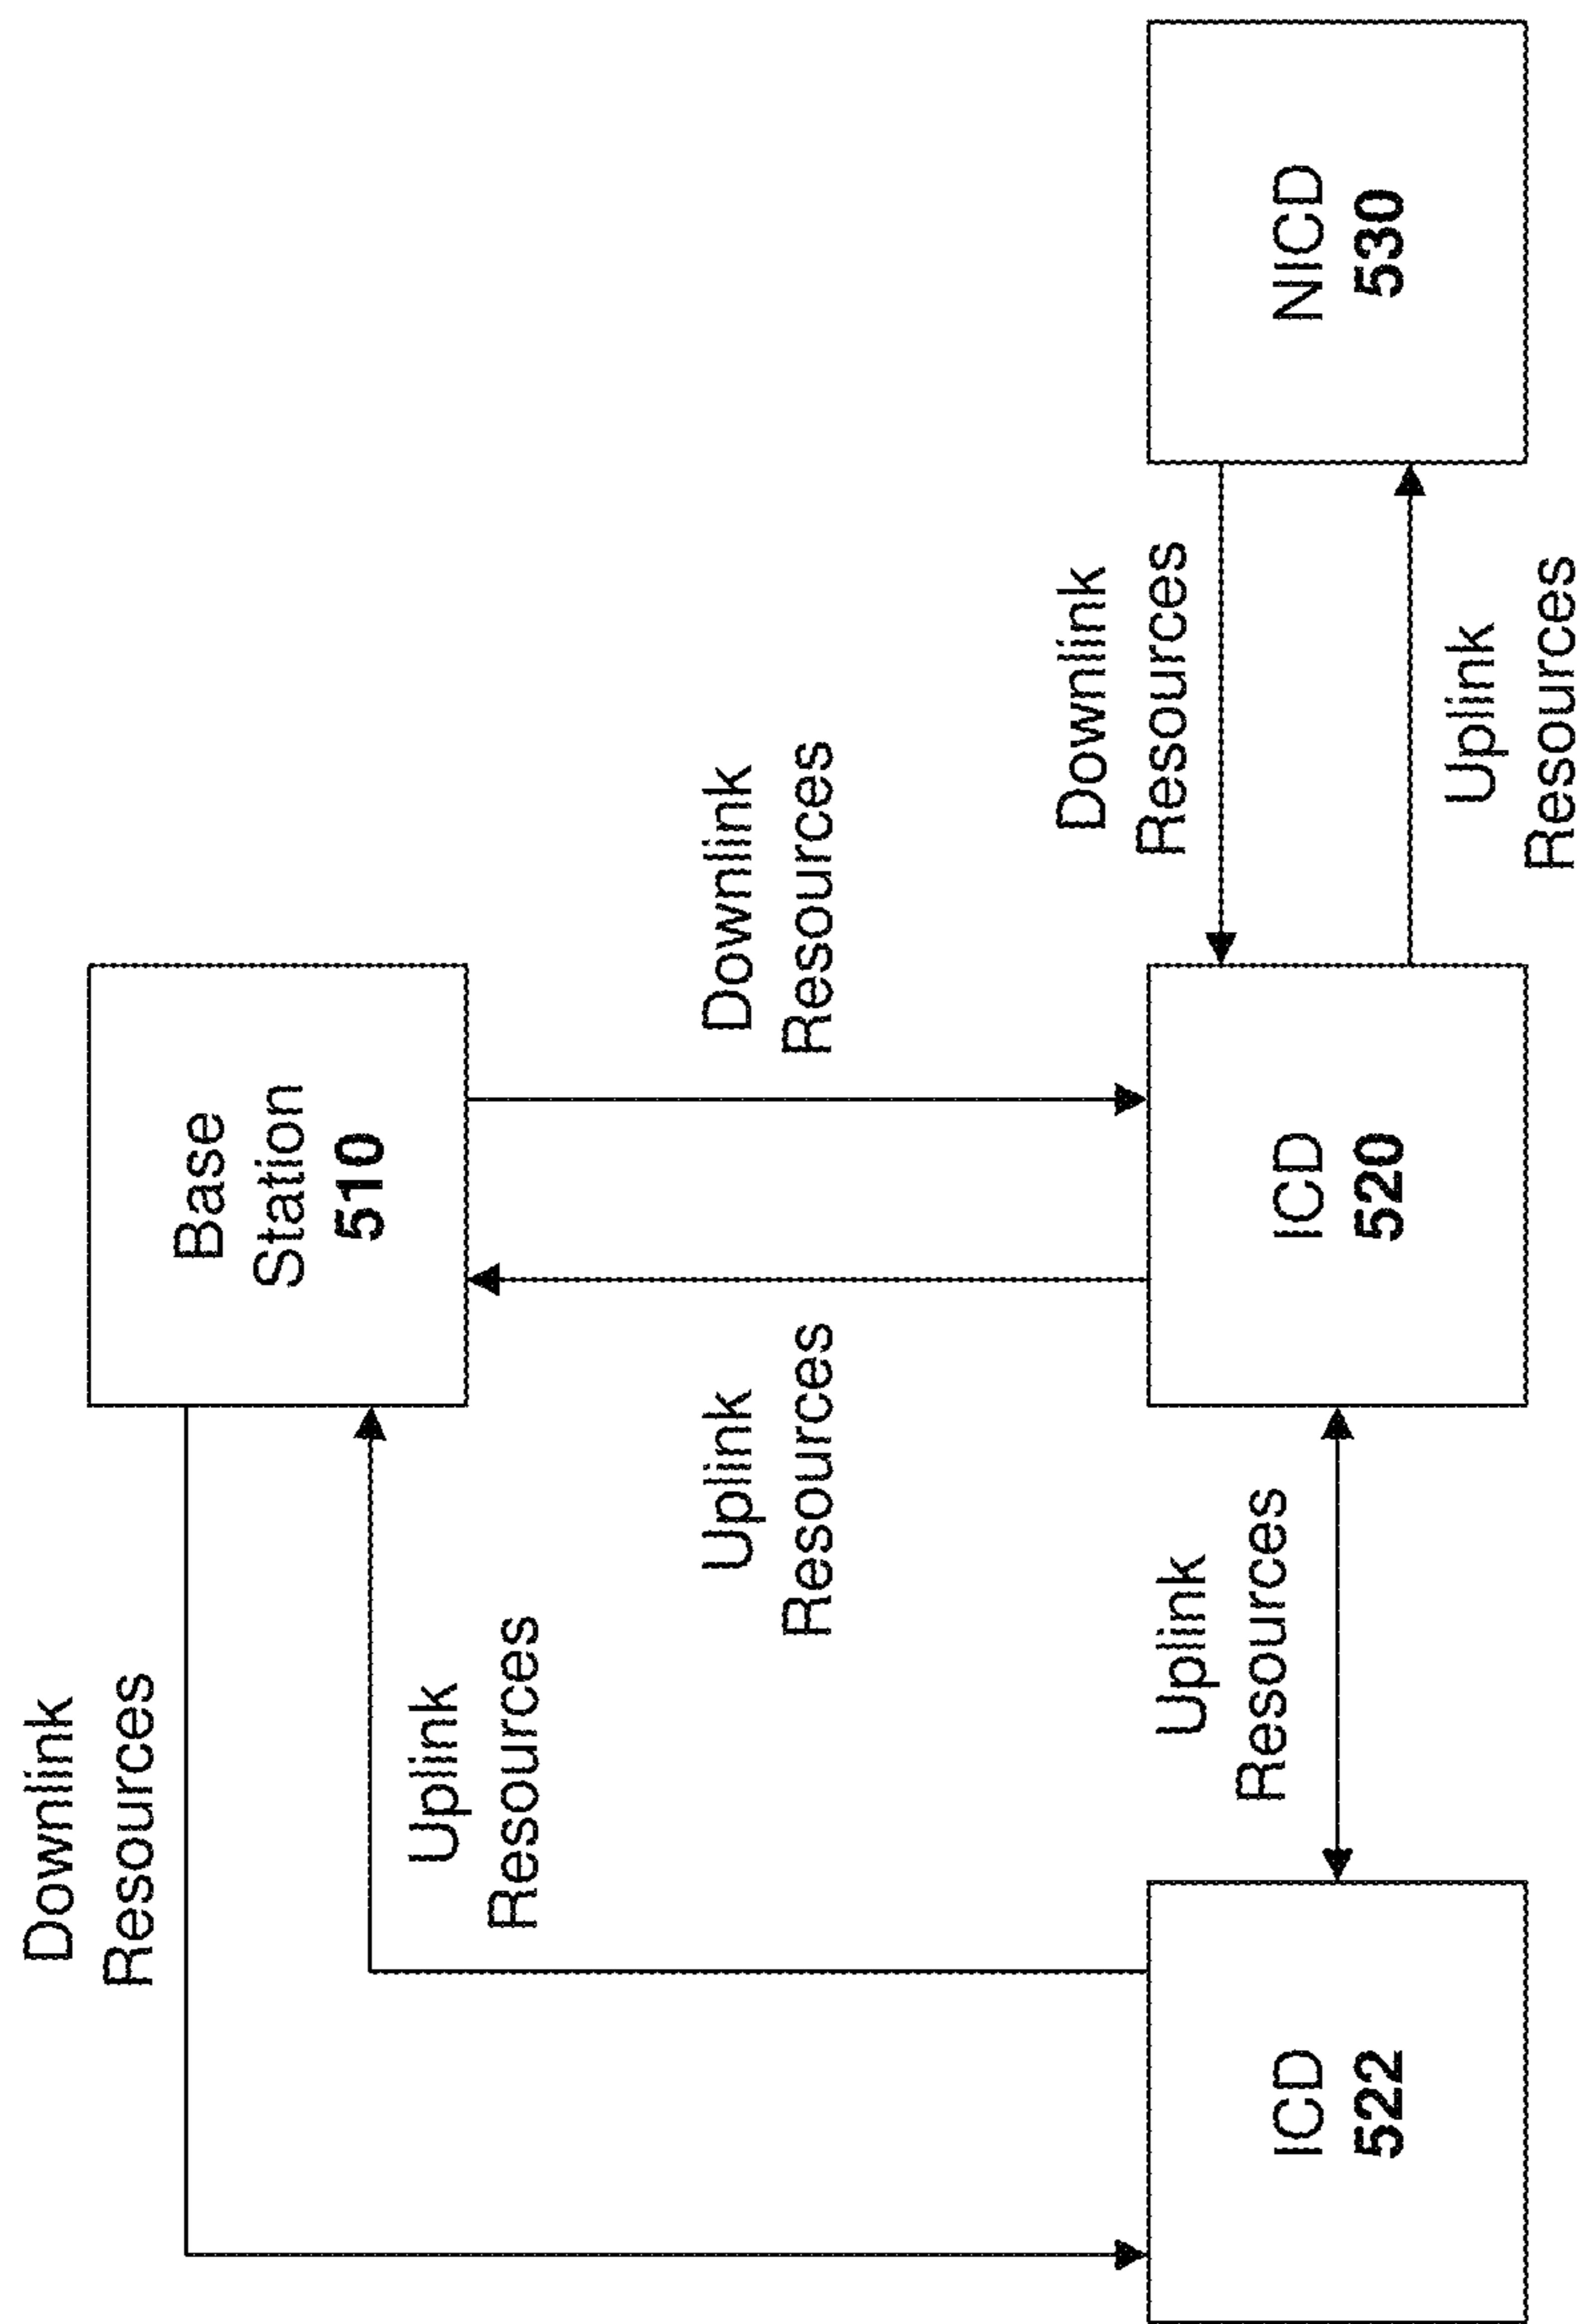 Downlink
Resources
Base
Station
510
Uplink
Resources
Uplink
Resources
Downlink
Resources
Uplink
Resources
Downlink
Resources
ICD
522
ICD
520
NICD
530
Uplink
Resources